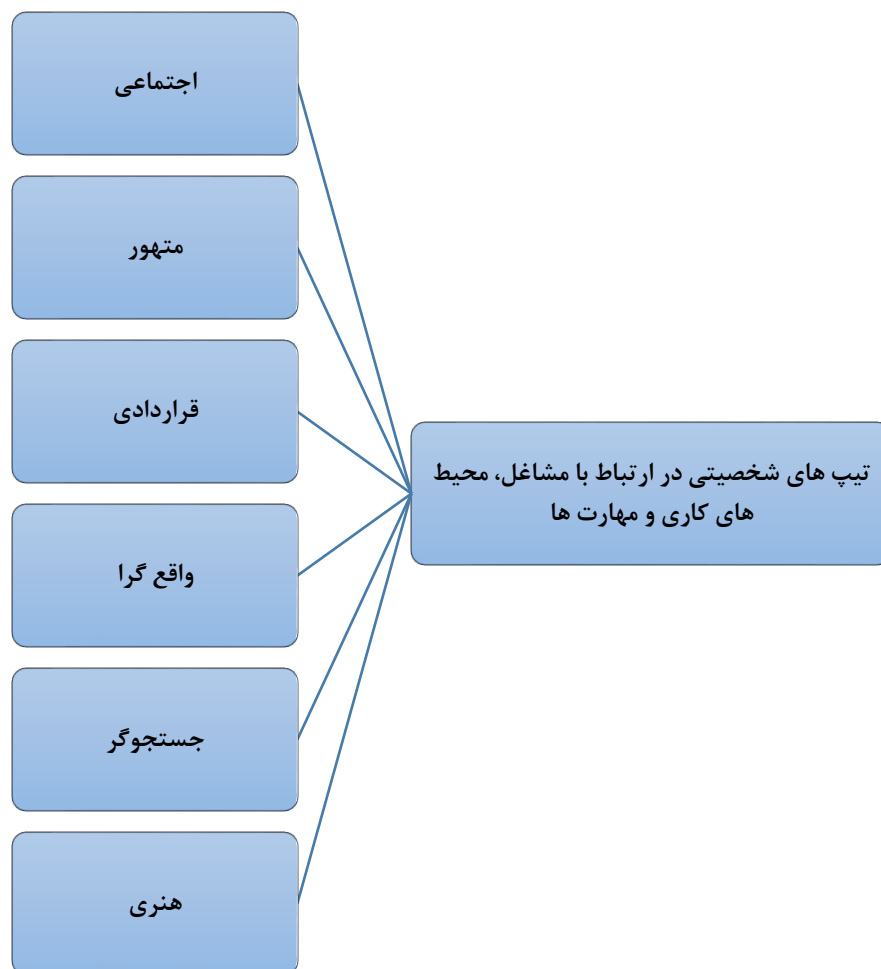 تیپ های شخصیتی در ارتباط با مشاغل، محیط
های کاری و مهارت ها
اجتماعی
متهور
قراردادی
واقع گرا
جستجوگر
هنری